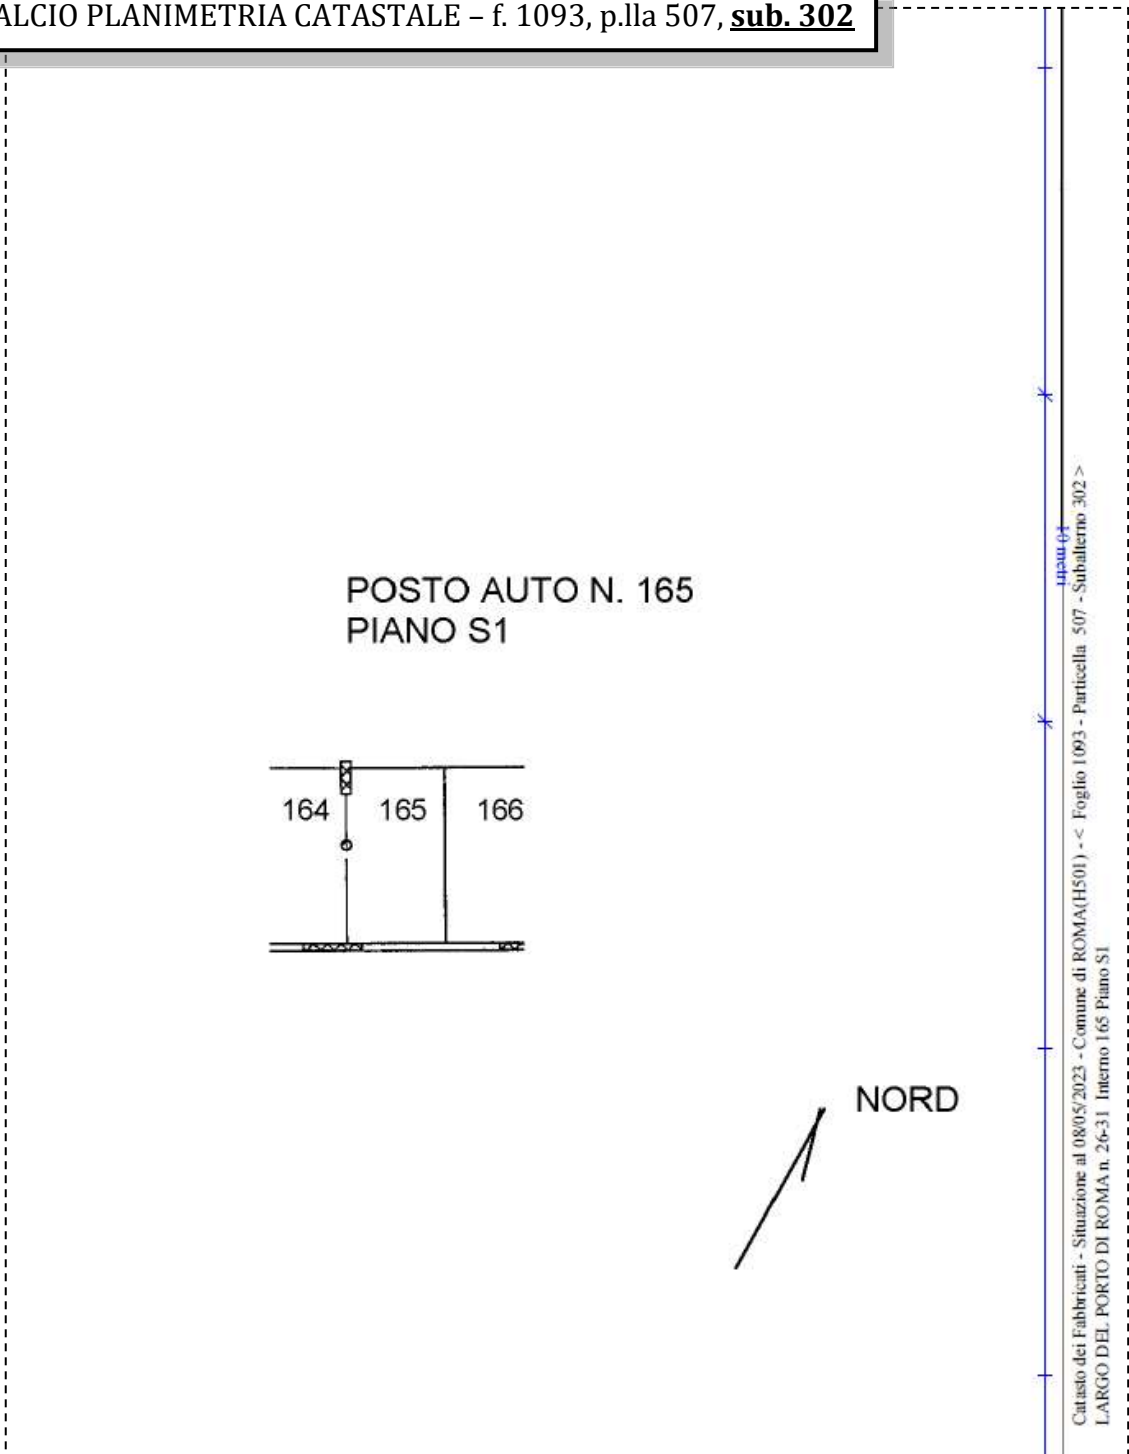 ALCIO PLANIMETRIA CATASTALE – f. 1093, p.lla 507, sub. 302
POSTO AUTO N. 165
PIANO S1
164 165 166
NORD
10 metri
Catasto dei Fabbricati - Situazione al 08/05/2023 - Comune di ROMA(H501) - < Foglio 1093 - Particella 507 - Subalterno 302 >
LARGO DEL PORTO DI ROMA n. 26-31 Interno 165 Piano S1